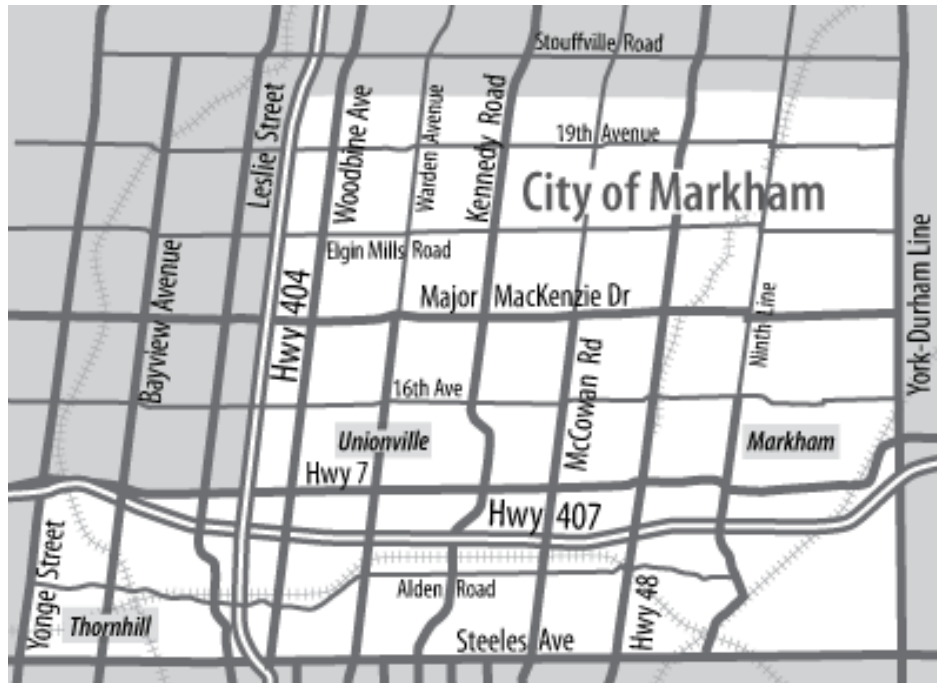 Stouffville Road
Leslie Street
Woodbine Ave
Warden Avenue
Kennedy Road
19th Avenue
City of Markham
Elgin Mills Road
Bayview Avenue
Hwy 404
Major MacKenzie Dr
Ninth Line
York-Durham Line
16th Ave
McCowan Rd
Unionville
Markham
Hwy 7
Hwy 407
Yonge Street
Alden Road
Hwy 48
Thornhill
Steeles Ave